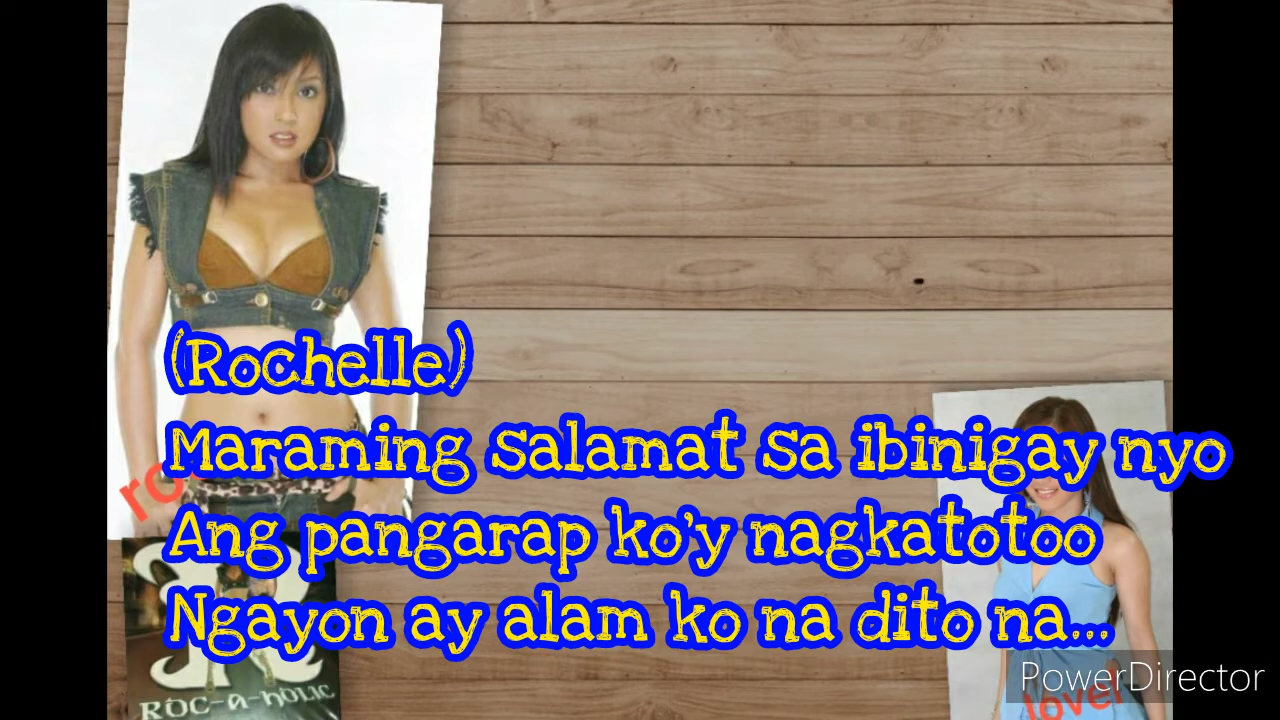 (Rochelle)
Maraming salamat sa ibinigay nyo
Ang pangarap ko'y nagkatotoo
Ngayon ay alam ko na dito na...
ROC-A-HOLIC
PowerDirector
lover